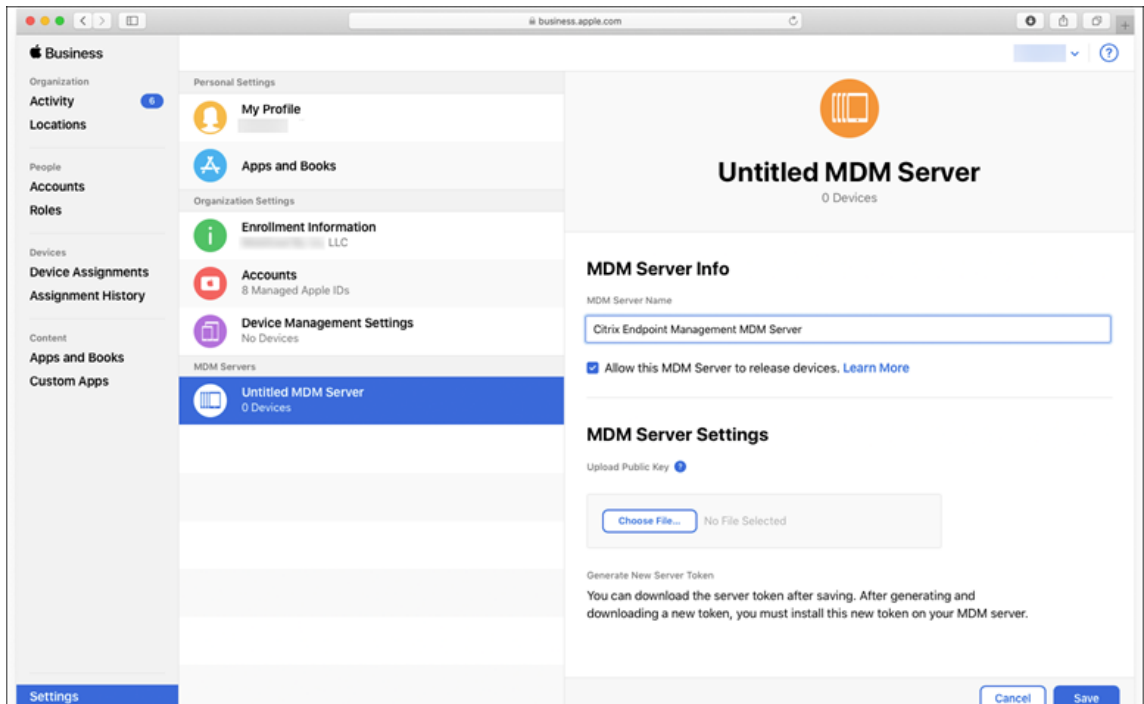 business.apple.com
Business
Organization
Activity 6
Locations
People
Accounts
Roles
Devices
Device Assignments
Assignment History
Content
Apps and Books
Custom Apps
Settings
Personal Settings
My Profile
Apps and Books
Organization Settings
Enrollment Information
LLC
Accounts
8 Managed Apple IDs
Device Management Settings
No Devices
MDM Servers
Untitled MDM Server
0 Devices
?
Untitled MDM Server
0 Devices
MDM Server Info
MDM Server Name
Citrix Endpoint Management MDM Server
Allow this MDM Server to release devices. Learn More
MDM Server Settings
Upload Public Key ?
Choose File... No File Selected
Generate New Server Token
You can download the server token after saving. After generating and
downloading a new token, you must install this new token on your MDM server.
Cancel Save